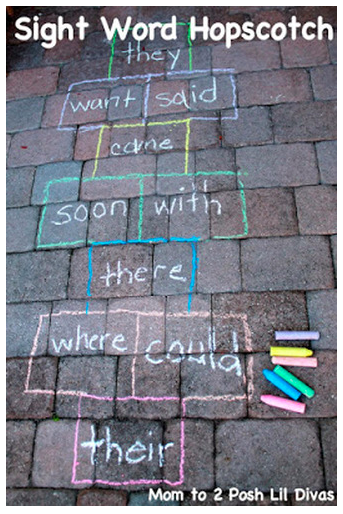 Sight Word Hopscotch
they
want said
came
soon with
there
where could
their
Mom to 2 Posh Lil Divas